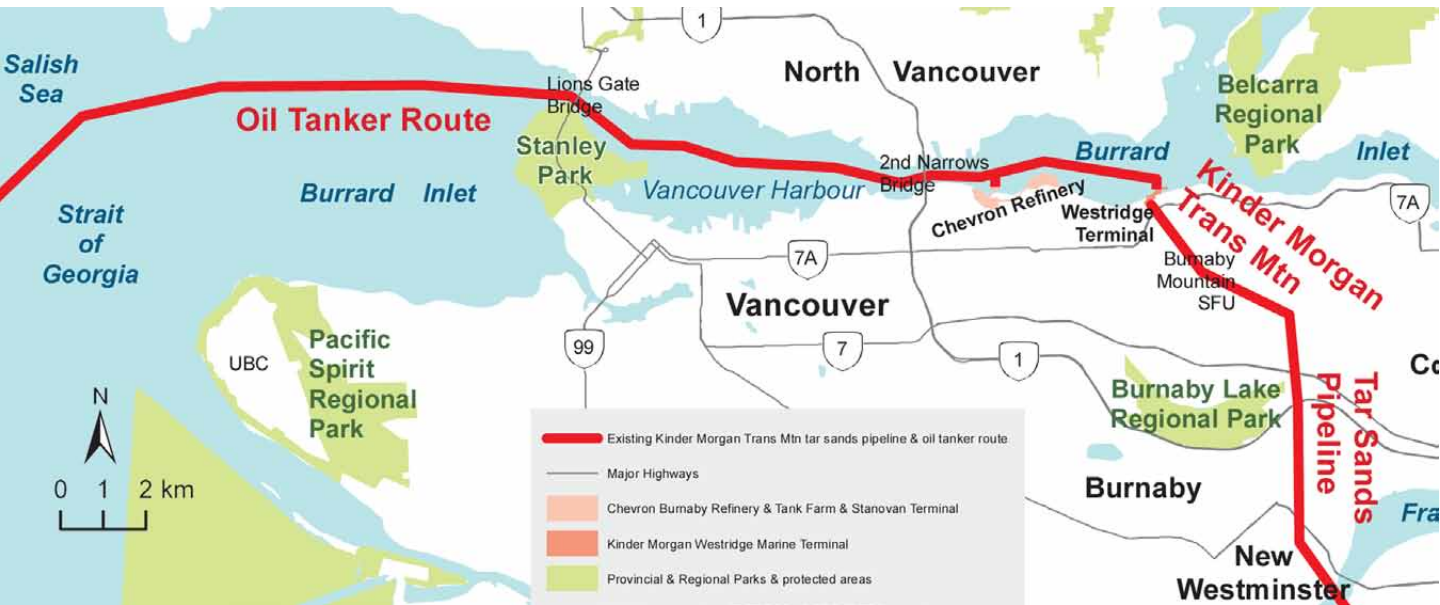 1
Salish
Sea
North Vancouver
Lions Gate
Bridge
Belcarra
Regional
Park
Oil Tanker Route
Stanley
Park
2nd Narrows
Bridge
Burrard
Inlet
Burrard Inlet
Vancouver Harbour
Chevron Refinery
Westridge
Terminal
Kinder Morgan
Trans Mtn
7A
Strait
of
Georgia
7A
Burnaby
Mountain
SFU
Vancouver
Pacific
Spirit
Regional
Park
UBC
99
7
1
Co
Burnaby Lake
Regional Park
Tar Sands
Pipeline
N
0 1 2 km
Burnaby
Fra
New
Westminster
Existing Kinder Morgan Trans Mtn tar sands pipeline & oil tanker route
Major Highways
Chevron Burnaby Refinery & Tank Farm & Stanovan Terminal
Kinder Morgan Westridge Marine Terminal
Provincial & Regional Parks & protected areas